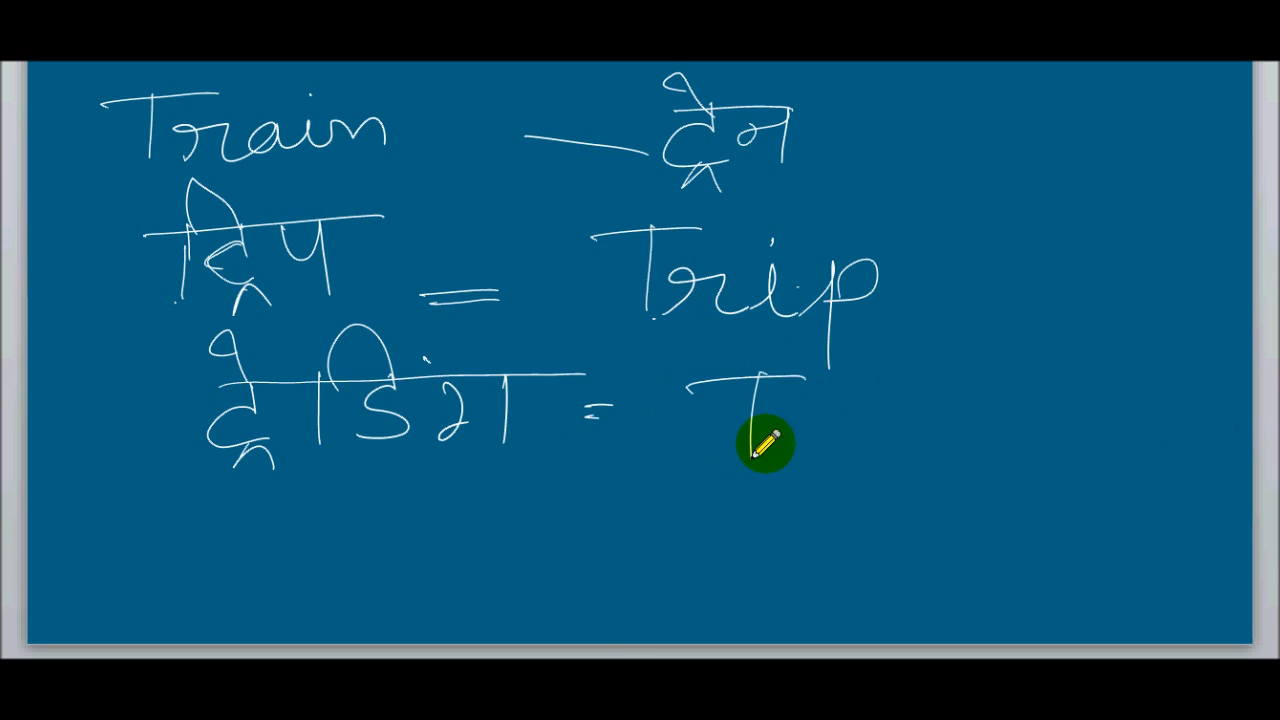 Train — ट्रेन
ट्रिप = Trip
ट्रेडिंग = T